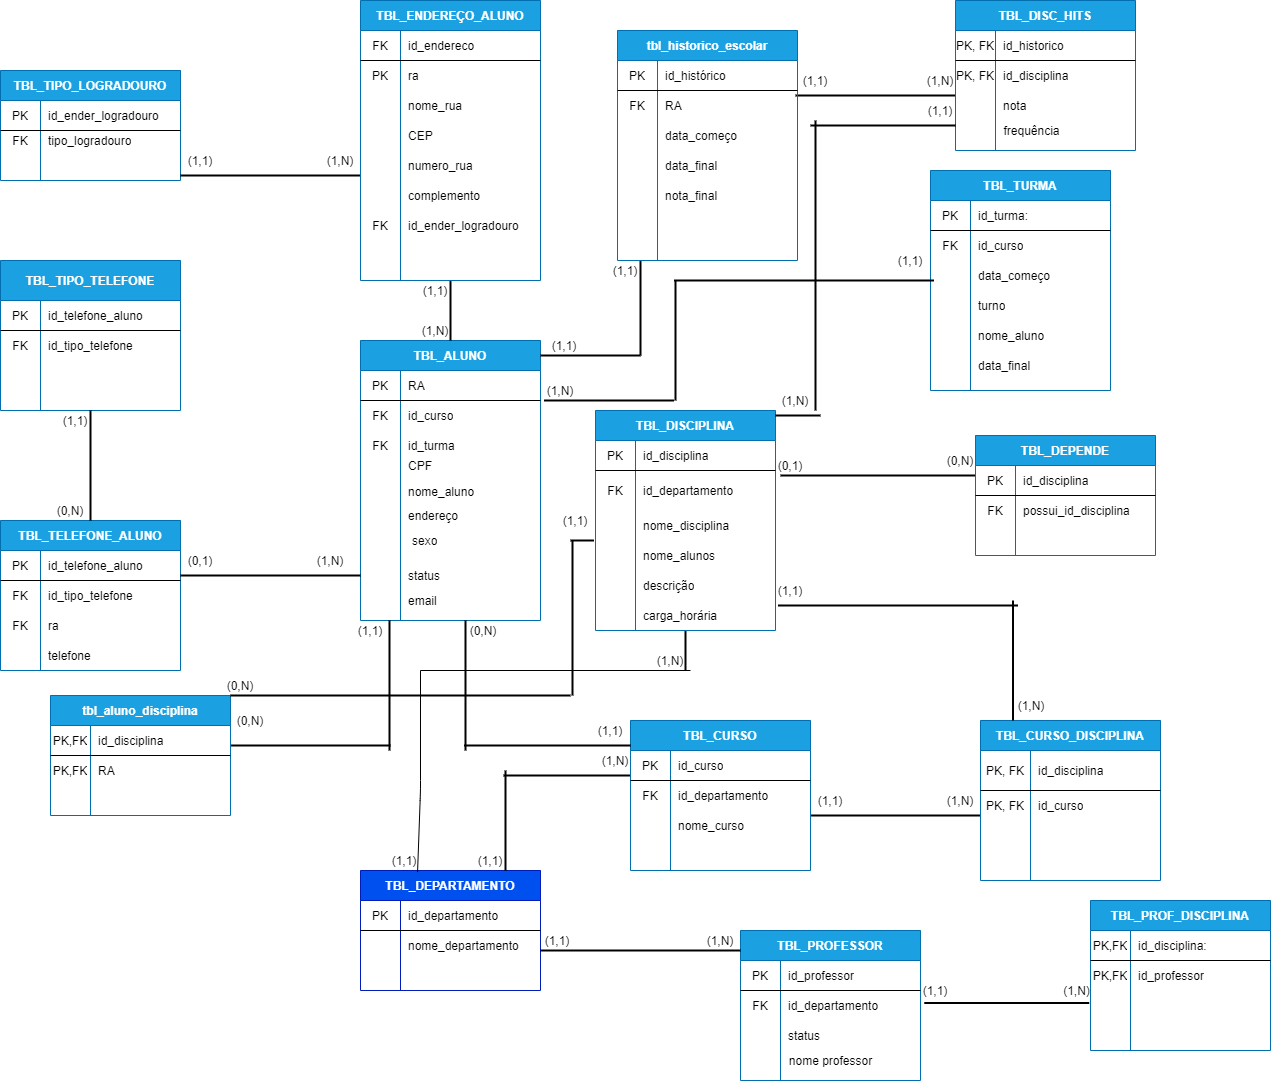 TBL_ENDEREÇO_ALUNO
FK id_endereco
PK ra
nome_rua
CEP
numero_rua
complemento
FK id_ender_logradouro
TBL_DISC_HITS
PK, FK id_historico
PK, FK id_disciplina
nota
frequência
tbl_historico_escolar
PK id_histórico
FK RA
data_começo
data_final
nota_final
(1,1)
(1,N)
(1,1)
TBL_TIPO_LOGRADOURO
PK id_ender_logradouro
FK tipo_logradouro
(1,1)
(1,N)
TBL_TURMA
PK id_turma:
FK id_curso
data_começo
turno
nome_aluno
data_final
(1,1)
TBL_TIPO_TELEFONE
PK id_telefone_aluno
FK id_tipo_telefone
(1,1)
(1,N)
(1,1)
(1,1)
TBL_ALUNO
PK RA
FK id_curso
FK id_turma
CPF
nome_aluno
endereço
sexo
status
email
(1,N)
(1,N)
TBL_DISCIPLINA
PK id_disciplina
FK id_departamento
nome_disciplina
nome_alunos
descrição
carga_horária
(1,1)
(0,N)
(0,1)
(0,N)
TBL_DEPENDE
PK id_disciplina
FK possui_id_disciplina
TBL_TELEFONE_ALUNO
PK id_telefone_aluno
FK id_tipo_telefone
FK ra
telefone
(0,1)
(1,N)
(1,1)
(1,1)
(1,1)
(0,N)
(1,N)
(0,N)
(0,N)
tbl_aluno_disciplina
PK,FK id_disciplina
PK,FK RA
(1,1)
(1,N)
TBL_CURSO
PK id_curso
FK id_departamento
nome_curso
(1,N)
TBL_CURSO_DISCIPLINA
PK, FK id_disciplina
PK, FK id_curso
(1,1)
(1,N)
(1,1)
(1,1)
TBL_DEPARTAMENTO
PK id_departamento
nome_departamento
(1,1)
(1,N)
TBL_PROFESSOR
PK id_professor
FK id_departamento
status
nome professor
(1,1)
(1,N)
TBL_PROF_DISCIPLINA
PK,FK id_disciplina:
PK,FK id_professor